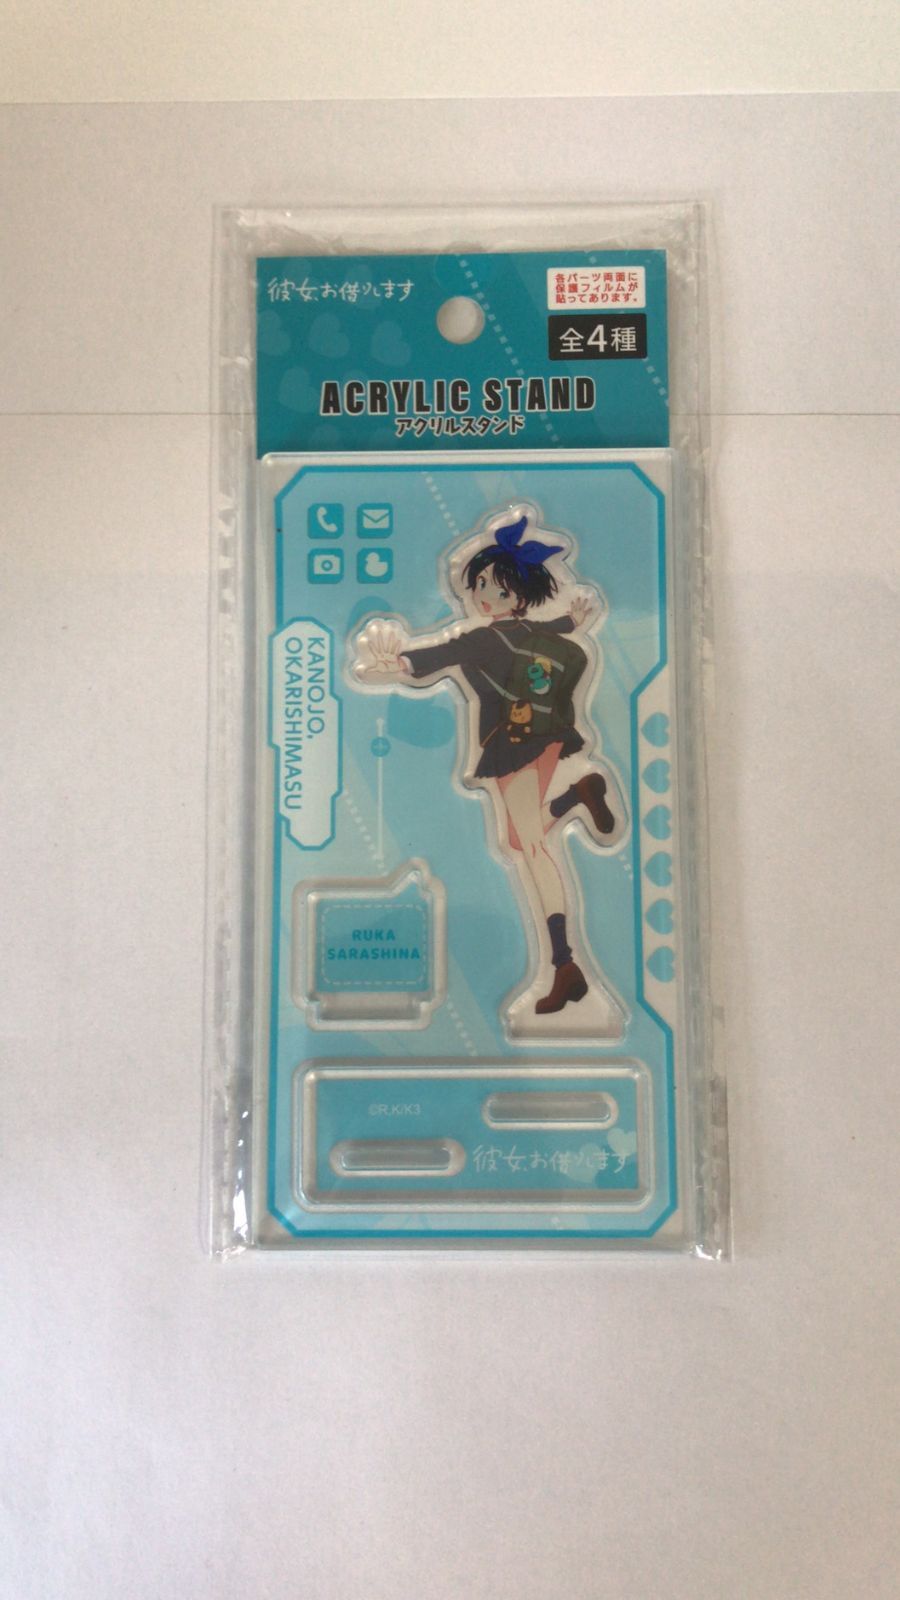 彼女、お借りします
各パーツ両面に
保護フィルムが
貼ってあります。
全4種
ACRYLIC STAND
アクリルスタンド
KANOJO,
OKARISHIMASU
RUKA
SARASHINA
©R,K/K3
彼女、お借りします